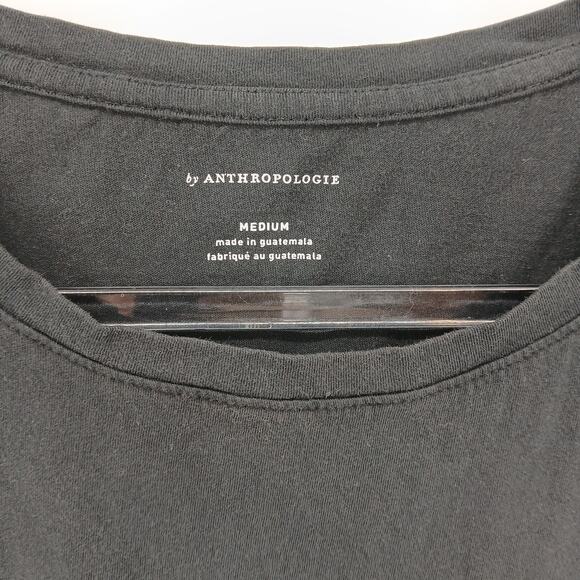 by ANTHROPOLOGIE
MEDIUM
made in guatemala
fabriqué au guatemala